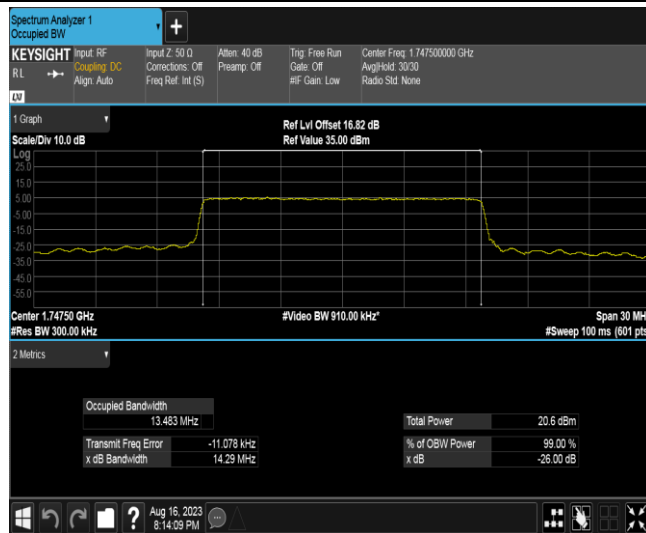 Spectrum Analyzer 1
Occupied BW
+
KEYSIGHT
RL
Input: RF
Coupling: DC
Align: Auto
Input Z: 50 Ω
Corrections: Off
Freq Ref: Int (S)
Atten: 40 dB
Preamp: Off
Trig: Free Run
Gate: Off
#IF Gain: Low
Center Freq: 1.747500000 GHz
Avg|Hold: 30/30
Radio Std: None
LXI
1 Graph
Scale/Div 10.0 dB
Ref Lvl Offset 16.82 dB
Ref Value 35.00 dBm
Log
25.0
15.0
5.00
-5.00
-15.0
-25.0
-35.0
-45.0
-55.0
Center 1.74750 GHz
#Res BW 300.00 kHz
#Video BW 910.00 kHz*
Span 30 MH
#Sweep 100 ms (601 pts
2 Metrics
Occupied Bandwidth
13.483 MHz
Total Power 20.6 dBm
Transmit Freq Error -11.078 kHz
% of OBW Power 99.00 %
x dB Bandwidth 14.29 MHz
x dB -26.00 dB
?
Aug 16, 2023
8:14:09 PM